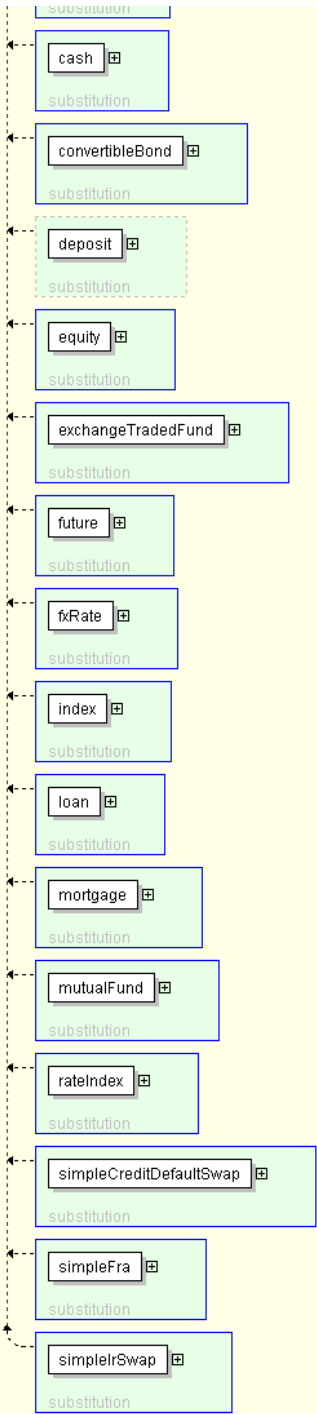 substitution
cash
substitution
convertibleBond
substitution
deposit
substitution
equity
substitution
exchangeTradedFund
substitution
future
substitution
fxRate
substitution
index
substitution
loan
substitution
mortgage
substitution
mutualFund
substitution
rateIndex
substitution
simpleCreditDefaultSwap
substitution
simpleFra
substitution
simpleIrSwap
substitution